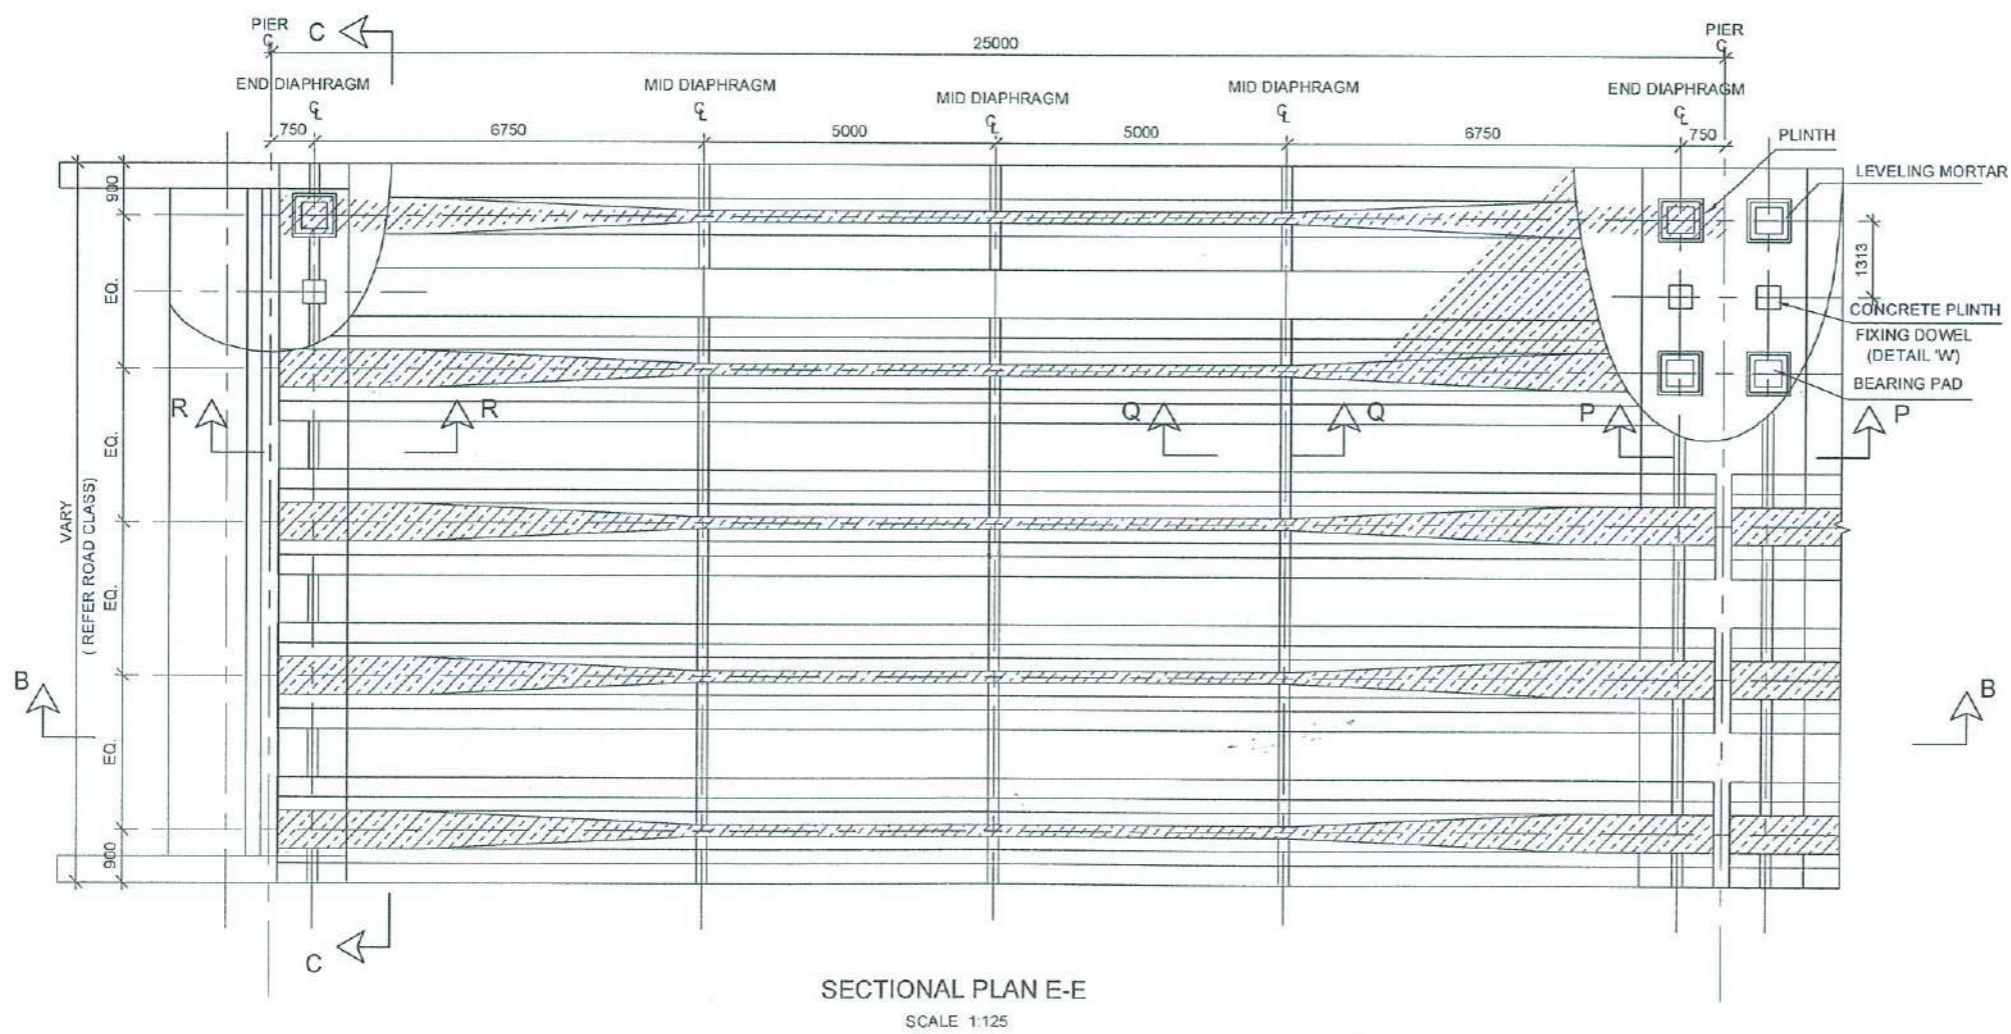 PIER
C
PIER
℄
25000
℄
END DIAPHRAGM
℄
MID DIAPHRAGM
℄
MID DIAPHRAGM
℄
MID DIAPHRAGM
℄
END DIAPHRAGM
℄
750
6750
5000
5000
6750
750
PLINTH
LEVELING MORTAR
900
1313
EQ.
CONCRETE PLINTH
FIXING DOWEL
(DETAIL 'W')
BEARING PAD
R
R
Q
Q
P
P
EQ.
VARY
( REFER ROAD CLASS)
EQ.
B
B
EQ.
900
C
SECTIONAL PLAN E-E
SCALE 1:125